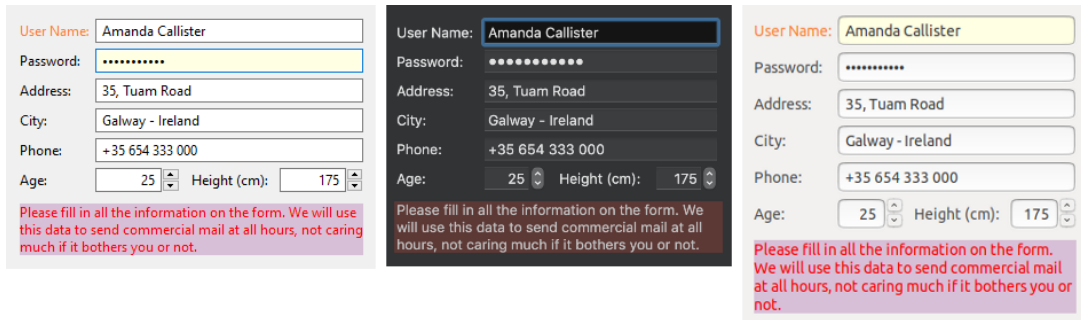 User Name: Amanda Callister
Password: •••••••••••
Address: 35, Tuam Road
City: Galway - Ireland
Phone: +35 654 333 000
Age: 25 Height (cm): 175
Please fill in all the information on the form. We will use
this data to send commercial mail at all hours, not caring
much if it bothers you or not.
User Name: Amanda Callister
Password: •••••••••••
Address: 35, Tuam Road
City: Galway - Ireland
Phone: +35 654 333 000
Age: 25 Height (cm): 175
Please fill in all the information on the form. We
will use this data to send commercial mail at all
hours, not caring much if it bothers you or not.
User Name: Amanda Callister
Password: •••••••••••
Address: 35, Tuam Road
City: Galway - Ireland
Phone: +35 654 333 000
Age: 25 Height (cm): 175
Please fill in all the information on the form.
We will use this data to send commercial mail
at all hours, not caring much if it bothers you or
not.